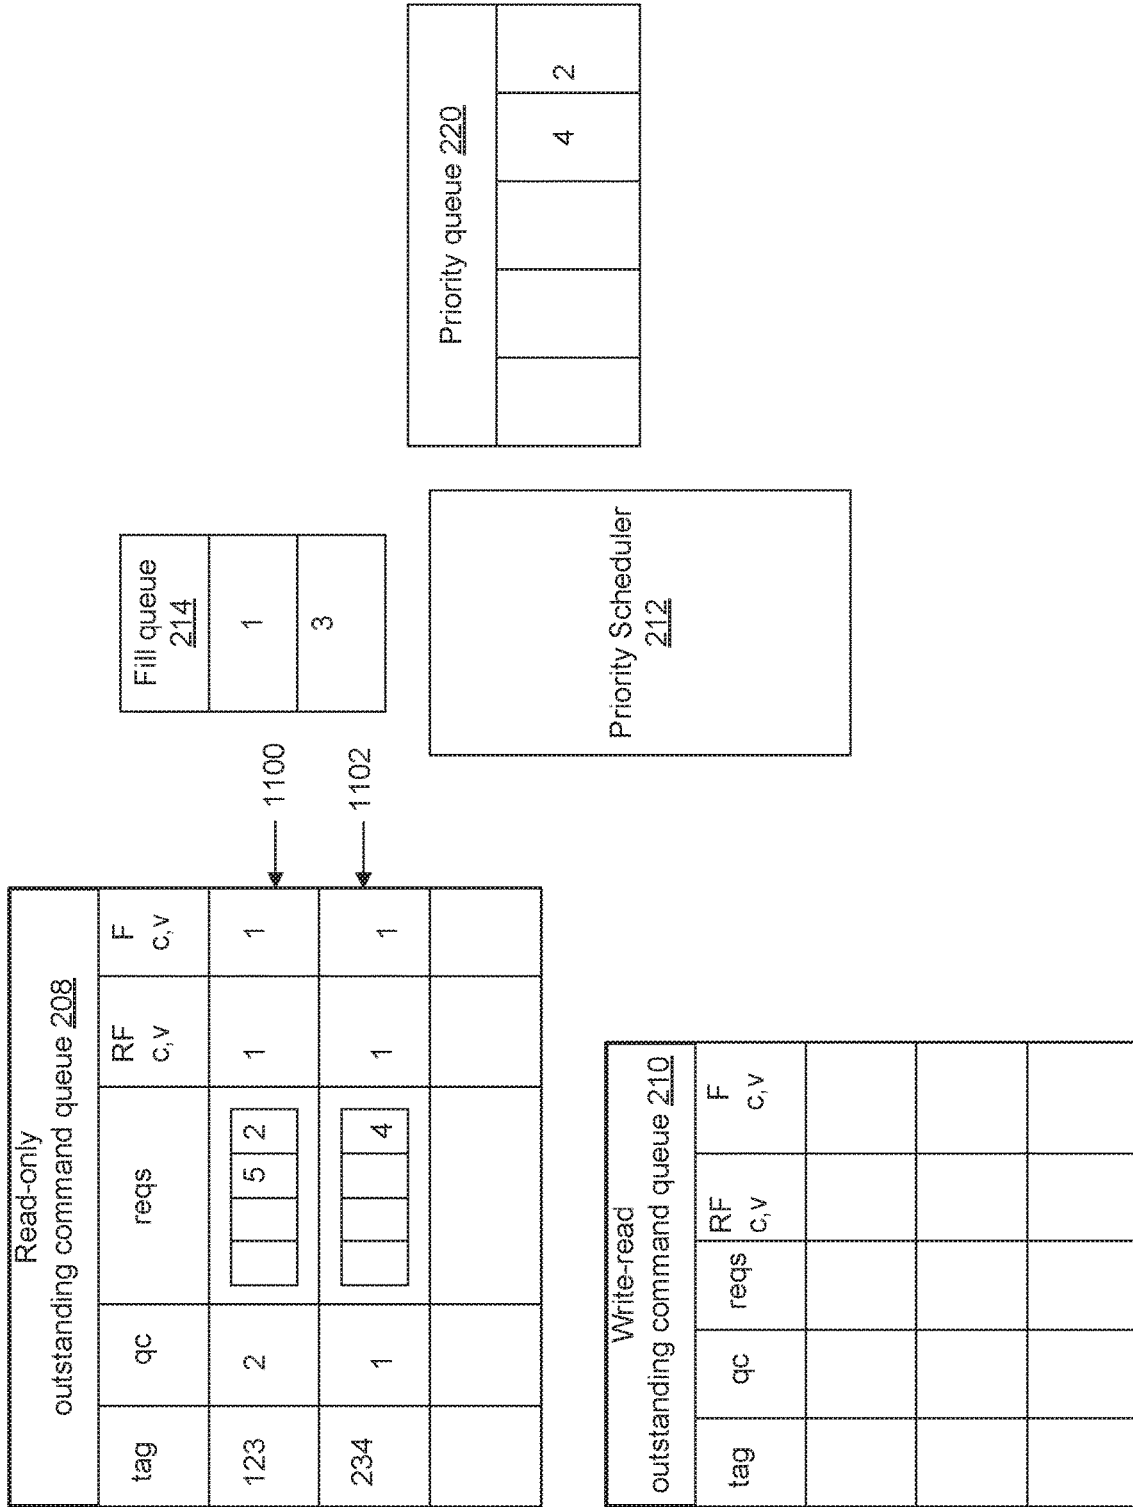 Read-only
outstanding command queue 208
tag qc reqs RF c,v F c,v
123 2 5 2 1 1
234 1 4 1 1
1100
1102
Fill queue
214
1
3
Priority Scheduler
212
Priority queue 220
4 2
Write-read
outstanding command queue 210
tag qc reqs RF c,v F c,v